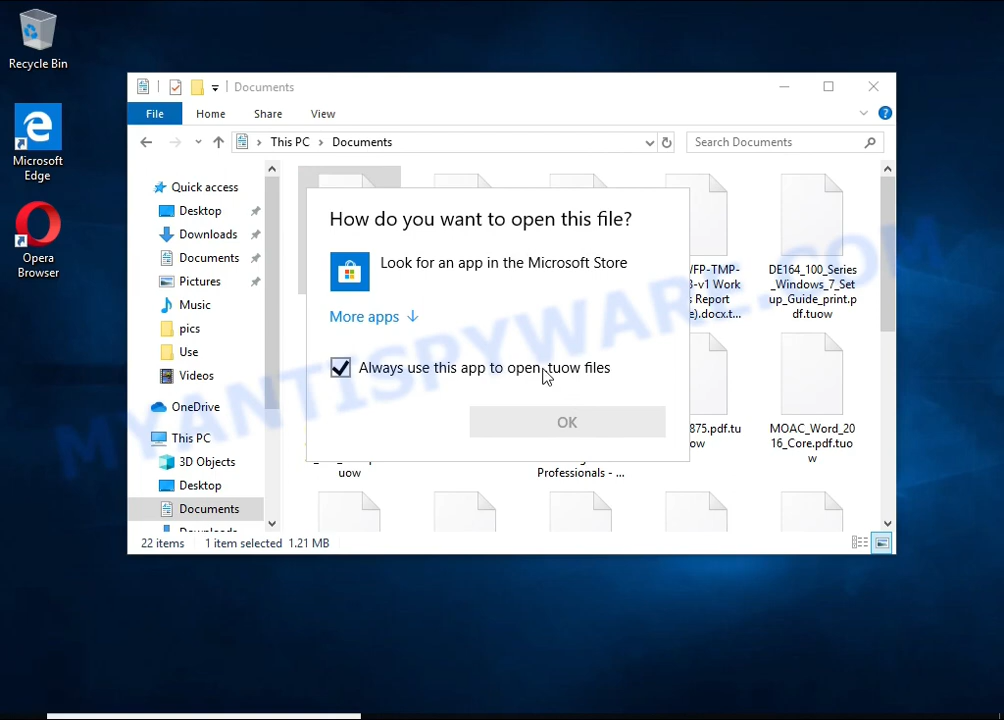 Recycle Bin
Microsoft
Edge
Opera
Browser
Documents
File
Home
Share
View
This PC
Documents
Search Documents
Quick access
Desktop
Downloads
Documents
Pictures
Music
pics
Use
Videos
OneDrive
This PC
3D Objects
Desktop
Documents
Downloads
How do you want to open this file?
Look for an app in the Microsoft Store
More apps
Always use this app to open .tuow files
OK
FP-TMP-
-v1 Work
s Report
e).docx.t...
DE164_100_Series
_Windows_7_Set
up_Guide_print.p
df.tuow
875.pdf.tu
ow
MOAC_Word_20
16_Core.pdf.tuo
w
uow
Professionals - ...
22 items
1 item selected 1.21 MB
MYANTISPYWARE.COM